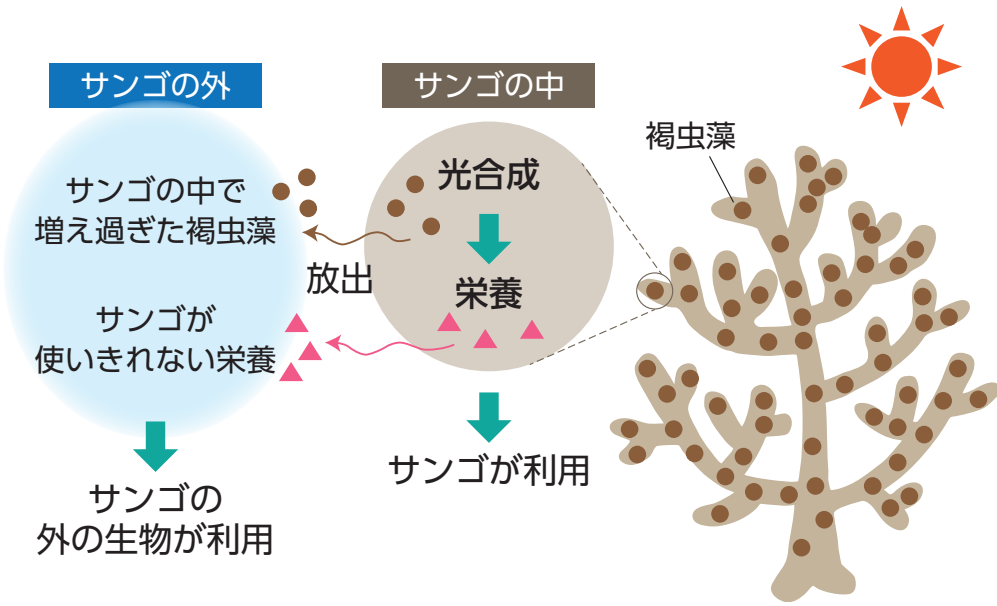 サンゴの外
サンゴの中で
増え過ぎた褐虫藻
サンゴが
使いきれない栄養
サンゴの
外の生物が利用
放出
サンゴの中
光合成
栄養
サンゴが利用
褐虫藻